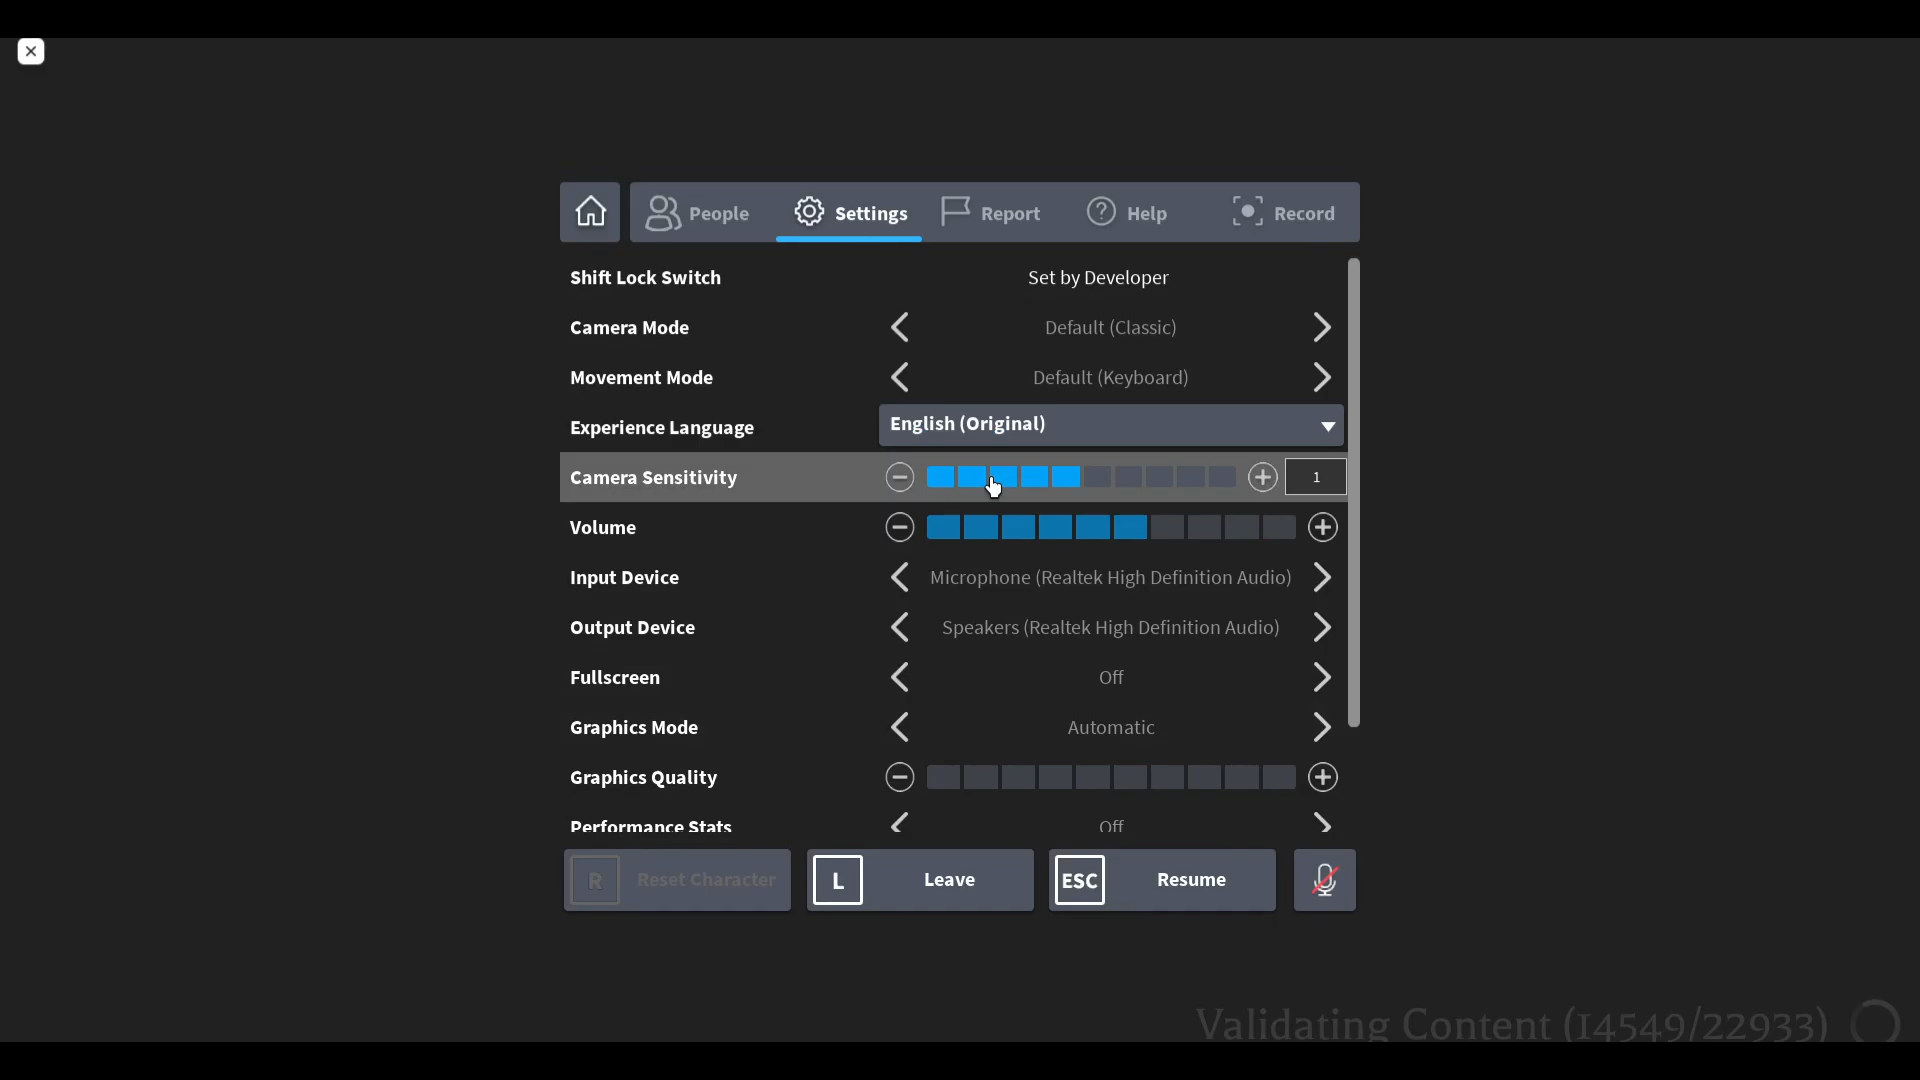 People Settings Report Help Record
Shift Lock Switch Set by Developer
Camera Mode Default (Classic)
Movement Mode Default (Keyboard)
Experience Language English (Original)
Camera Sensitivity 1
Volume
Input Device Microphone (Realtek High Definition Audio)
Output Device Speakers (Realtek High Definition Audio)
Fullscreen Off
Graphics Mode Automatic
Graphics Quality
Performance Stats Off
R Reset Character L Leave ESC Resume
Validating Content (14549/22933)